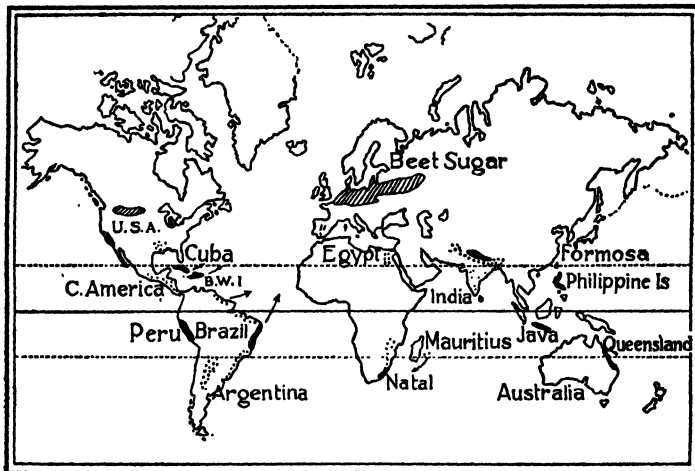 Beet Sugar
U.S.A.
Cuba
Egypt
Formosa
B.W.I
C. America
India
Philippine Is
Peru
Brazil
Mauritius
Java
Queensland
Argentina
Natal
Australia